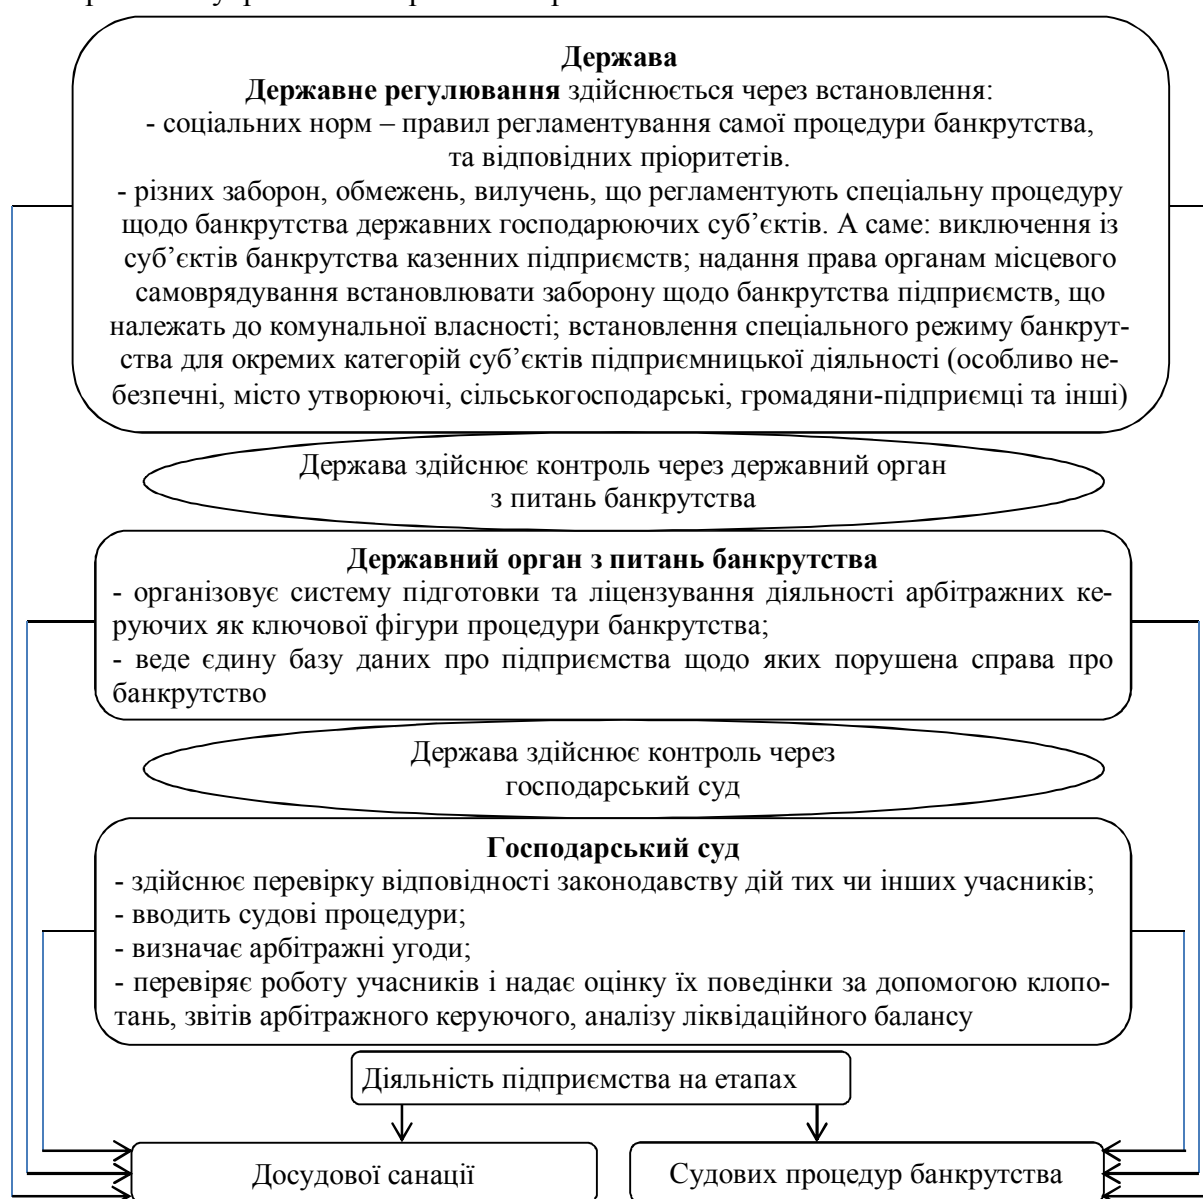 Держава
Державне регулювання здійснюється через встановлення:
- соціальних норм – правил регламентування самої процедури банкрутства,
та відповідних пріоритетів.
- різних заборон, обмежень, вилучень, що регламентують спеціальну процедуру
щодо банкрутства державних господарюючих суб’єктів. А саме: виключення із
суб’єктів банкрутства казенних підприємств; надання права органам місцевого
самоврядування встановлювати заборону щодо банкрутства підприємств, що
належать до комунальної власності; встановлення спеціального режиму банкрут-
ства для окремих категорій суб’єктів підприємницької діяльності (особливо не-
безпечні, місто утворюючі, сільськогосподарські, громадяни-підприємці та інші)
Держава здійснює контроль через державний орган
з питань банкрутства
Державний орган з питань банкрутства
- організовує систему підготовки та ліцензування діяльності арбітражних ке-
руючих як ключової фігури процедури банкрутства;
- веде єдину базу даних про підприємства щодо яких порушена справа про
банкрутство
Держава здійснює контроль через
господарський суд
Господарський суд
- здійснює перевірку відповідності законодавству дій тих чи інших учасників;
- вводить судові процедури;
- визначає арбітражні угоди;
- перевіряє роботу учасників і надає оцінку їх поведінки за допомогою клопо-
тань, звітів арбітражного керуючого, аналізу ліквідаційного балансу
Діяльність підприємства на етапах
Досудової санації
Судових процедур банкрутства